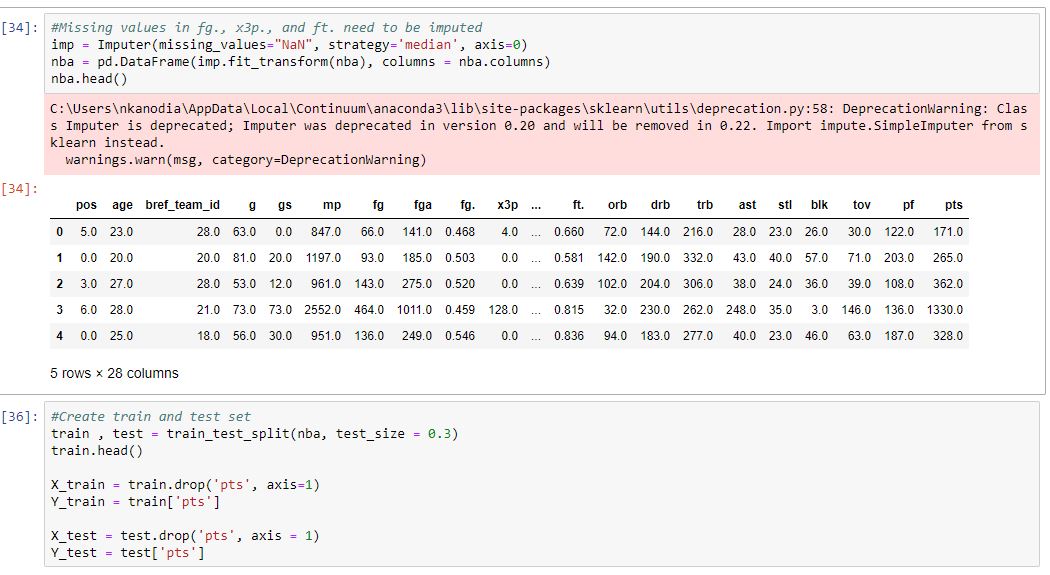 [34]: #Missing values in fg., x3p., and ft. need to be imputed
imp = Imputer(missing_values="NaN", strategy='median', axis=0)
nba = pd.DataFrame(imp.fit_transform(nba), columns = nba.columns)
nba.head()
C:\Users\nkanodia\AppData\Local\Continuum\anaconda3\lib\site-packages\sklearn\utils\deprecation.py:58: DeprecationWarning: Clas
s Imputer is deprecated; Imputer was deprecated in version 0.20 and will be removed in 0.22. Import impute.SimpleImputer from s
klearn instead.
  warnings.warn(msg, category=DeprecationWarning)
[34]:
pos age bref_team_id g gs mp fg fga fg. x3p ... ft. orb drb trb ast stl blk tov pf pts
0 5.0 23.0 28.0 63.0 0.0 847.0 66.0 141.0 0.468 4.0 ... 0.660 72.0 144.0 216.0 28.0 23.0 26.0 30.0 122.0 171.0
1 0.0 20.0 20.0 81.0 20.0 1197.0 93.0 185.0 0.503 0.0 ... 0.581 142.0 190.0 332.0 43.0 40.0 57.0 71.0 203.0 265.0
2 3.0 27.0 28.0 53.0 12.0 961.0 143.0 275.0 0.520 0.0 ... 0.639 102.0 204.0 306.0 38.0 24.0 36.0 39.0 108.0 362.0
3 6.0 28.0 21.0 73.0 73.0 2552.0 464.0 1011.0 0.459 128.0 ... 0.815 32.0 230.0 262.0 248.0 35.0 3.0 146.0 136.0 1330.0
4 0.0 25.0 18.0 56.0 30.0 951.0 136.0 249.0 0.546 0.0 ... 0.836 94.0 183.0 277.0 40.0 23.0 46.0 63.0 187.0 328.0
5 rows × 28 columns
[36]: #Create train and test set
train , test = train_test_split(nba, test_size = 0.3)
train.head()
X_train = train.drop('pts', axis=1)
Y_train = train['pts']
X_test = test.drop('pts', axis = 1)
Y_test = test['pts']